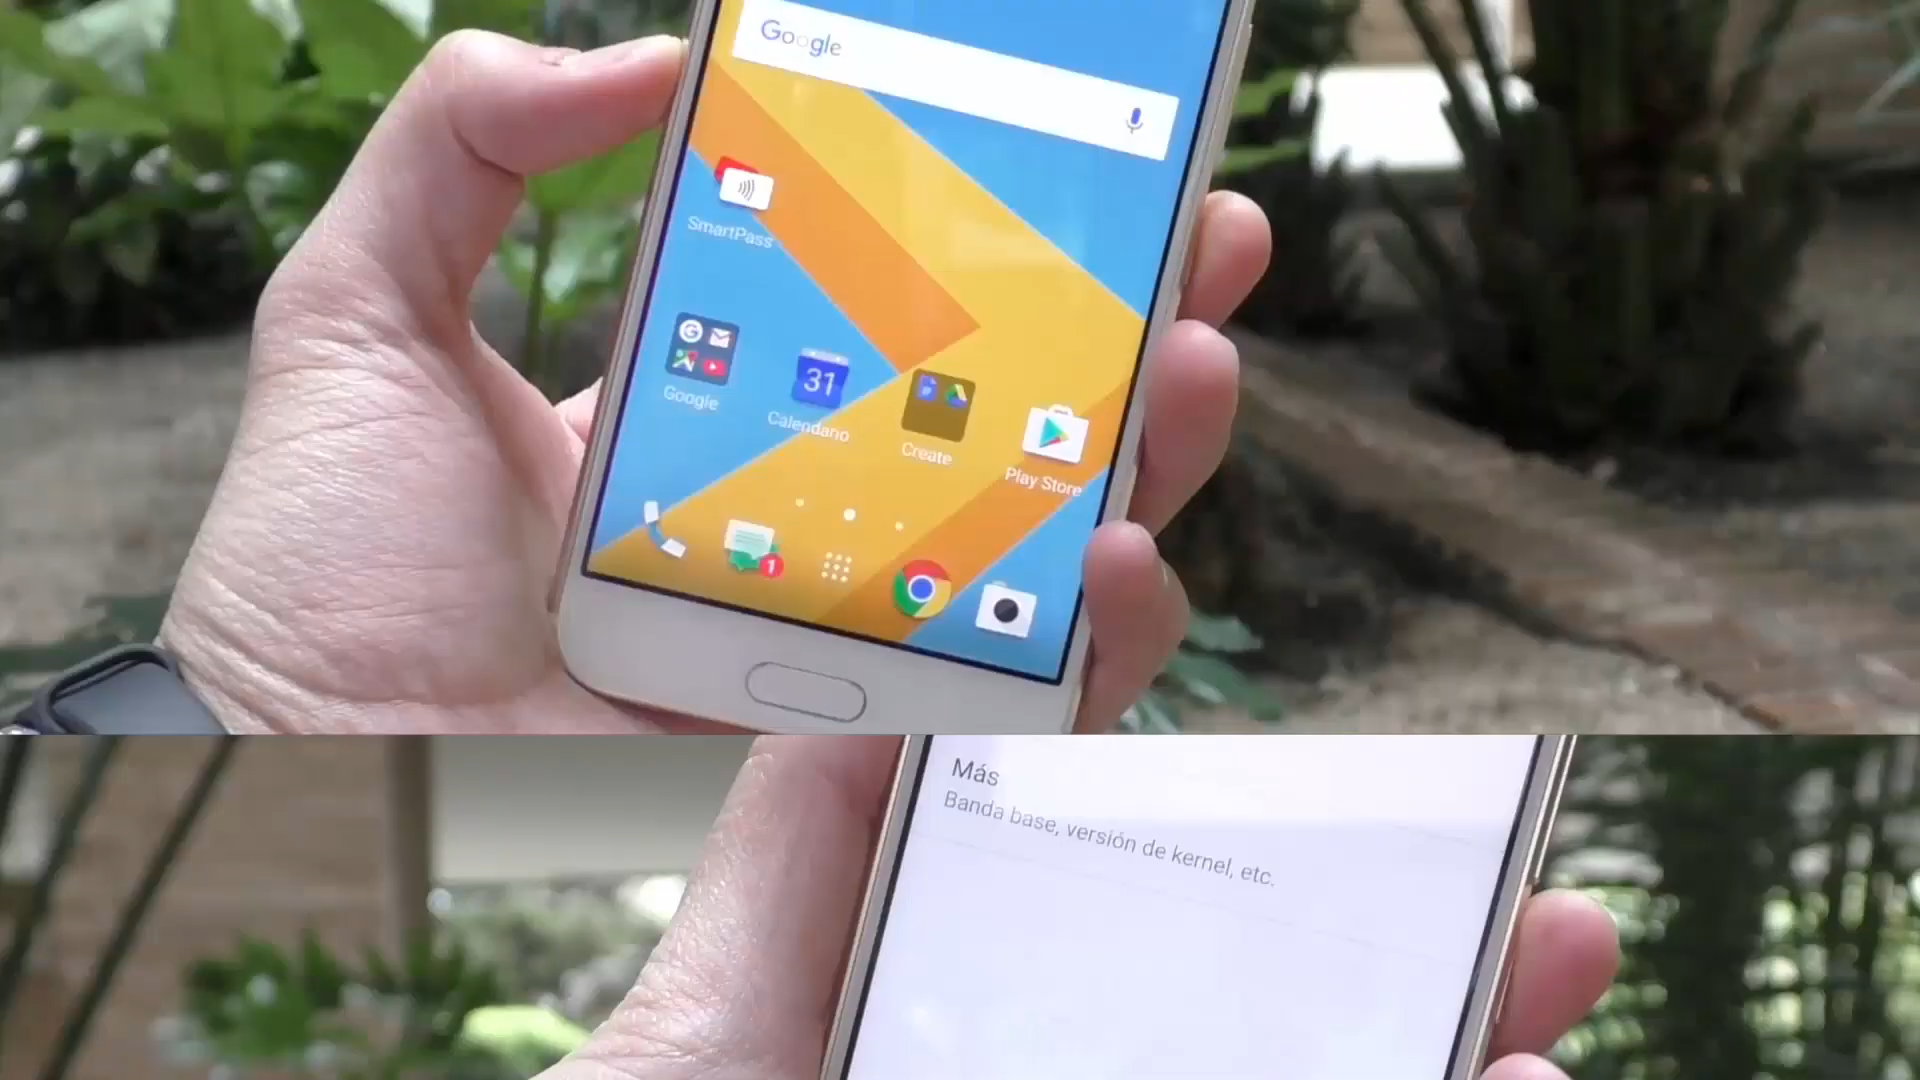 Google
SmartPass
Google
31
Calendario
Create
Play Store
1
Más
Banda base, versión de kernel, etc.